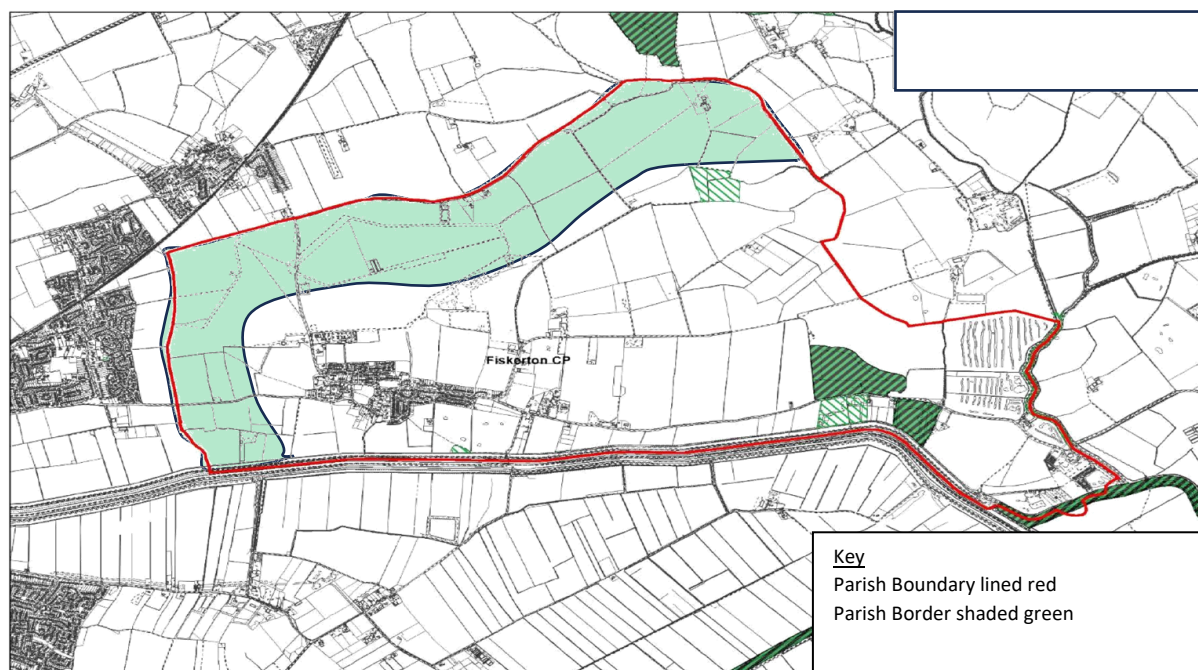 Fiskerton CP
Key
Parish Boundary lined red
Parish Border shaded green